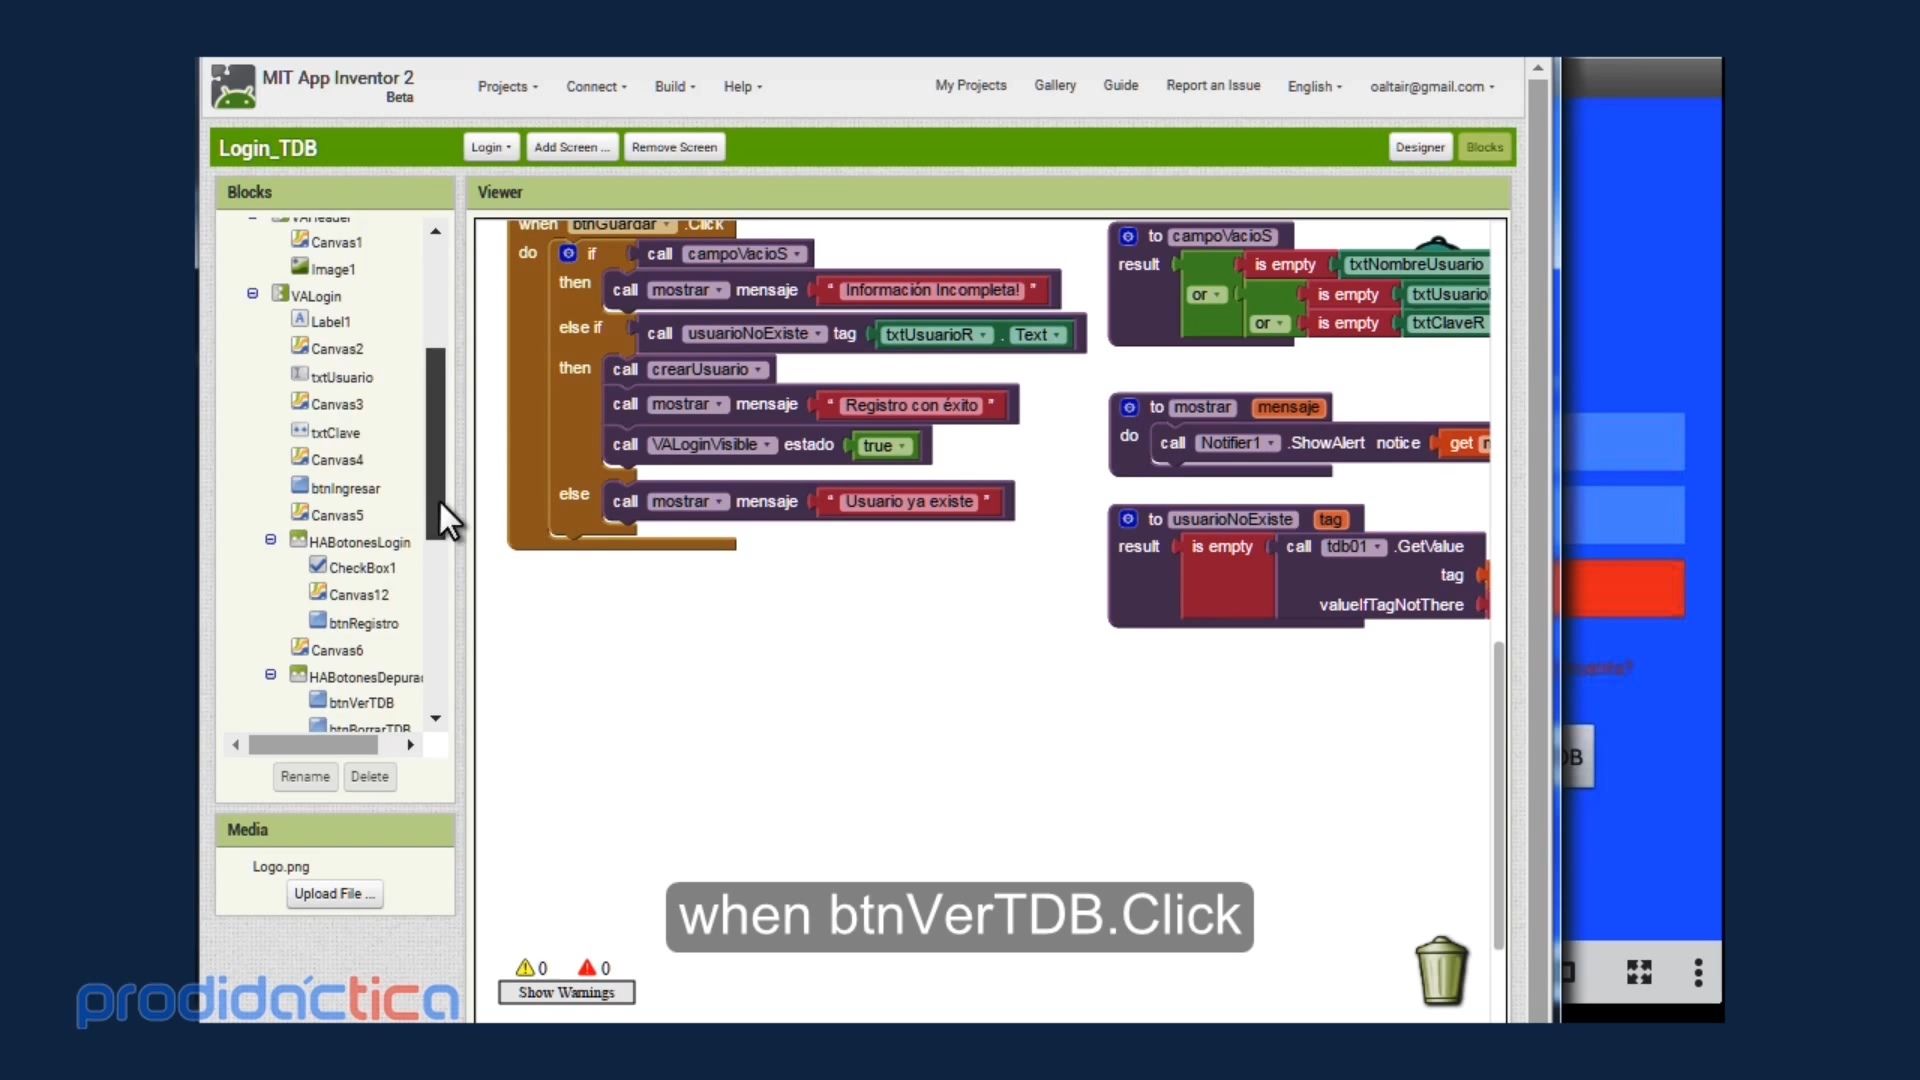 MIT App Inventor 2
Beta
Projects Connect Build Help My Projects Gallery Guide Report an Issue English oaltair@gmail.com
Login_TDB Login Add Screen ... Remove Screen Designer Blocks
Blocks
Viewer
VAHeader
Canvas1
Image1
VALogin
Label1
Canvas2
txtUsuario
Canvas3
txtClave
Canvas4
btnIngresar
Canvas5
HABotonesLogin
CheckBox1
Canvas12
btnRegistro
Canvas6
HABotonesDepurac
btnVerTDB
btnBorrarTDB
Rename Delete
Media
Logo.png
Upload File ...
when btnGuardar .Click
do if call campoVacioS
then call mostrar mensaje " Información Incompleta! "
else if call usuarioNoExiste tag txtUsuarioR . Text
then call crearUsuario
call mostrar mensaje " Registro con éxito "
call VALoginVisible estado true
else call mostrar mensaje " Usuario ya existe "
to campoVacioS
result is empty txtNombreUsuario
or is empty txtUsuario
or is empty txtClaveR
to mostrar mensaje
do call Notifier1 .ShowAlert notice get
to usuarioNoExiste tag
result is empty call tdb01 .GetValue
tag
valueIfTagNotThere
when btnVerTDB.Click
0 0
Show Warnings
prodidáctica